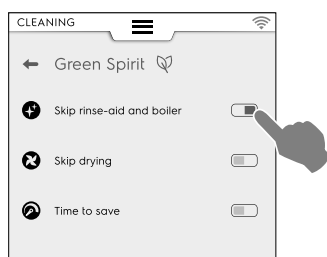 CLEANING
Green Spirit
Skip rinse-aid and boiler
Skip drying
Time to save